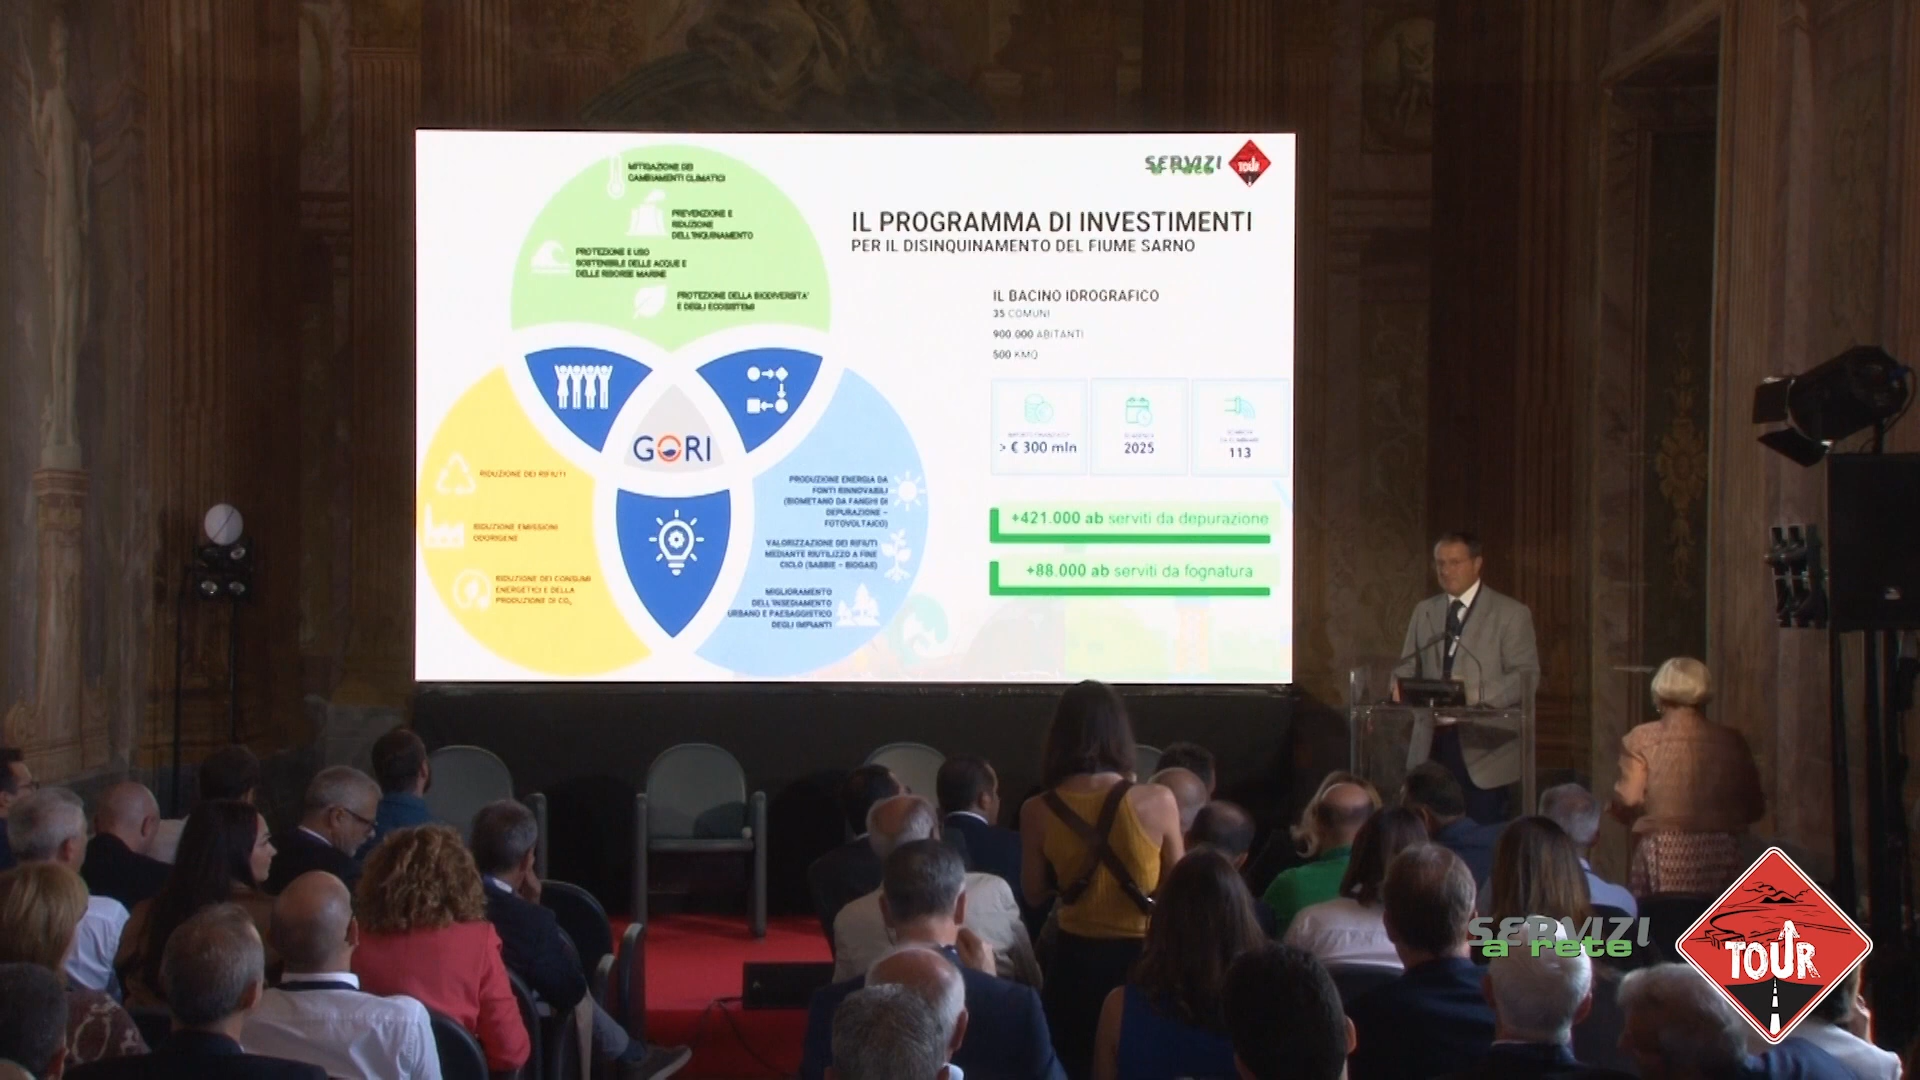 SERVIZI
a rete
TOUR
IL PROGRAMMA DI INVESTIMENTI
PER IL DISINQUINAMENTO DEL FIUME SARNO
MITIGAZIONE DEI
CAMBIAMENTI CLIMATICI
PREVENZIONE E
RIDUZIONE
DELL'INQUINAMENTO
PROTEZIONE E USO
SOSTENIBILE DELLE ACQUE E
DELLE RISORSE MARINE
PROTEZIONE DELLA BIODIVERSITA'
E DEGLI ECOSISTEMI
GORI
RIDUZIONE DEI RIFIUTI
RIDUZIONE EMISSIONI
ODORIGENE
RIDUZIONE DEI CONSUMI
ENERGETICI E DELLA
PRODUZIONE DI CO₂
PRODUZIONE ENERGIA DA
FONTI RINNOVABILI
(BIOMETANO DA FANGHI DI
DEPURAZIONE –
FOTOVOLTAICO)
VALORIZZAZIONE DEI RIFIUTI
MEDIANTE RIUTILIZZO A FINE
CICLO (SABBIE – BIOGAS)
MIGLIORAMENTO
DELL'INSEDIAMENTO
URBANO E PAESAGGISTICO
DEGLI IMPIANTI
IL BACINO IDROGRAFICO
35 COMUNI
900.000 ABITANTI
500 KMQ
> € 300 mln
2025
113
+421.000 ab serviti da depurazione
+88.000 ab serviti da fognatura
SERVIZI
a rete
TOUR